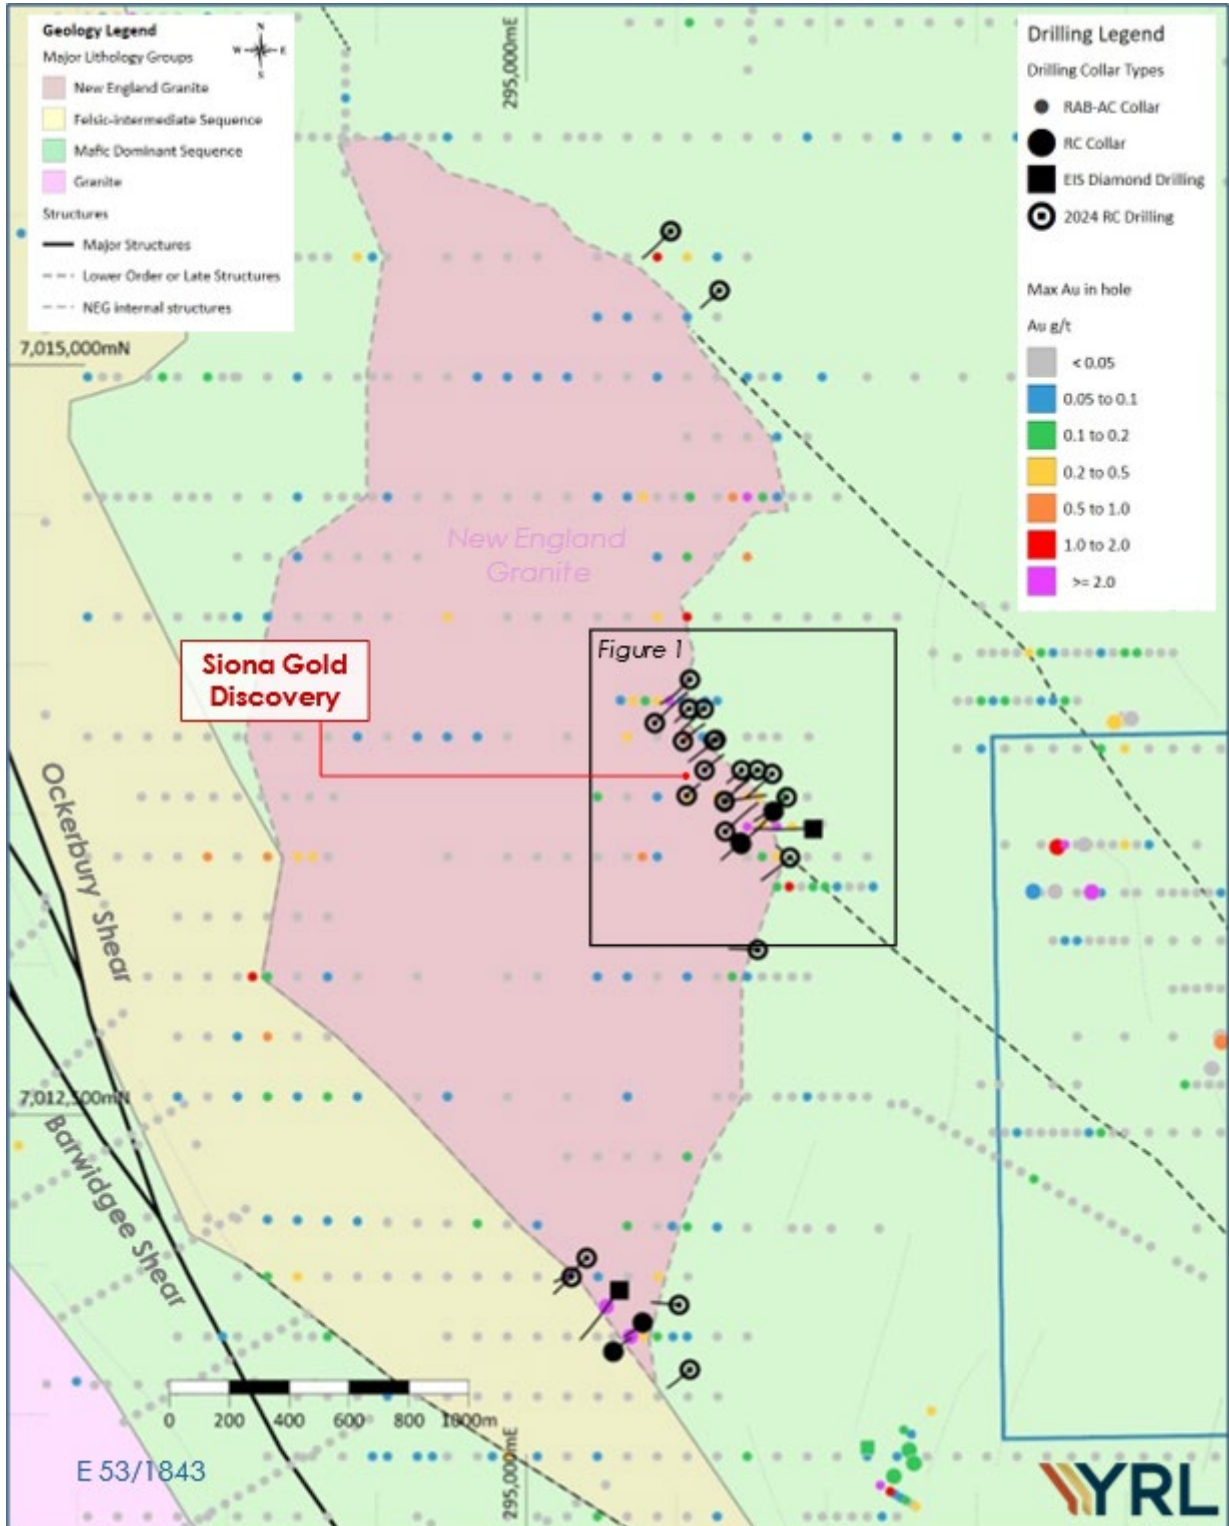 Geology Legend
Major Lithology Groups
New England Granite
Felsic-intermediate Sequence
Mafic Dominant Sequence
Granite
Structures
Major Structures
Lower Order or Late Structures
NEG internal structures
N
W
E
S
295,000mE
Drilling Legend
Drilling Collar Types
RAB-AC Collar
RC Collar
EIS Diamond Drilling
2024 RC Drilling
Max Au in hole
Au g/t
< 0.05
0.05 to 0.1
0.1 to 0.2
0.2 to 0.5
0.5 to 1.0
1.0 to 2.0
>= 2.0
7,015,000mN
New England
Granite
Figure 1
Siona Gold
Discovery
Ockerbury Shear
7,012,500mN
Barwidgee Shear
0 200 400 600 800 1000m
295,000mE
E 53/1843
YRL